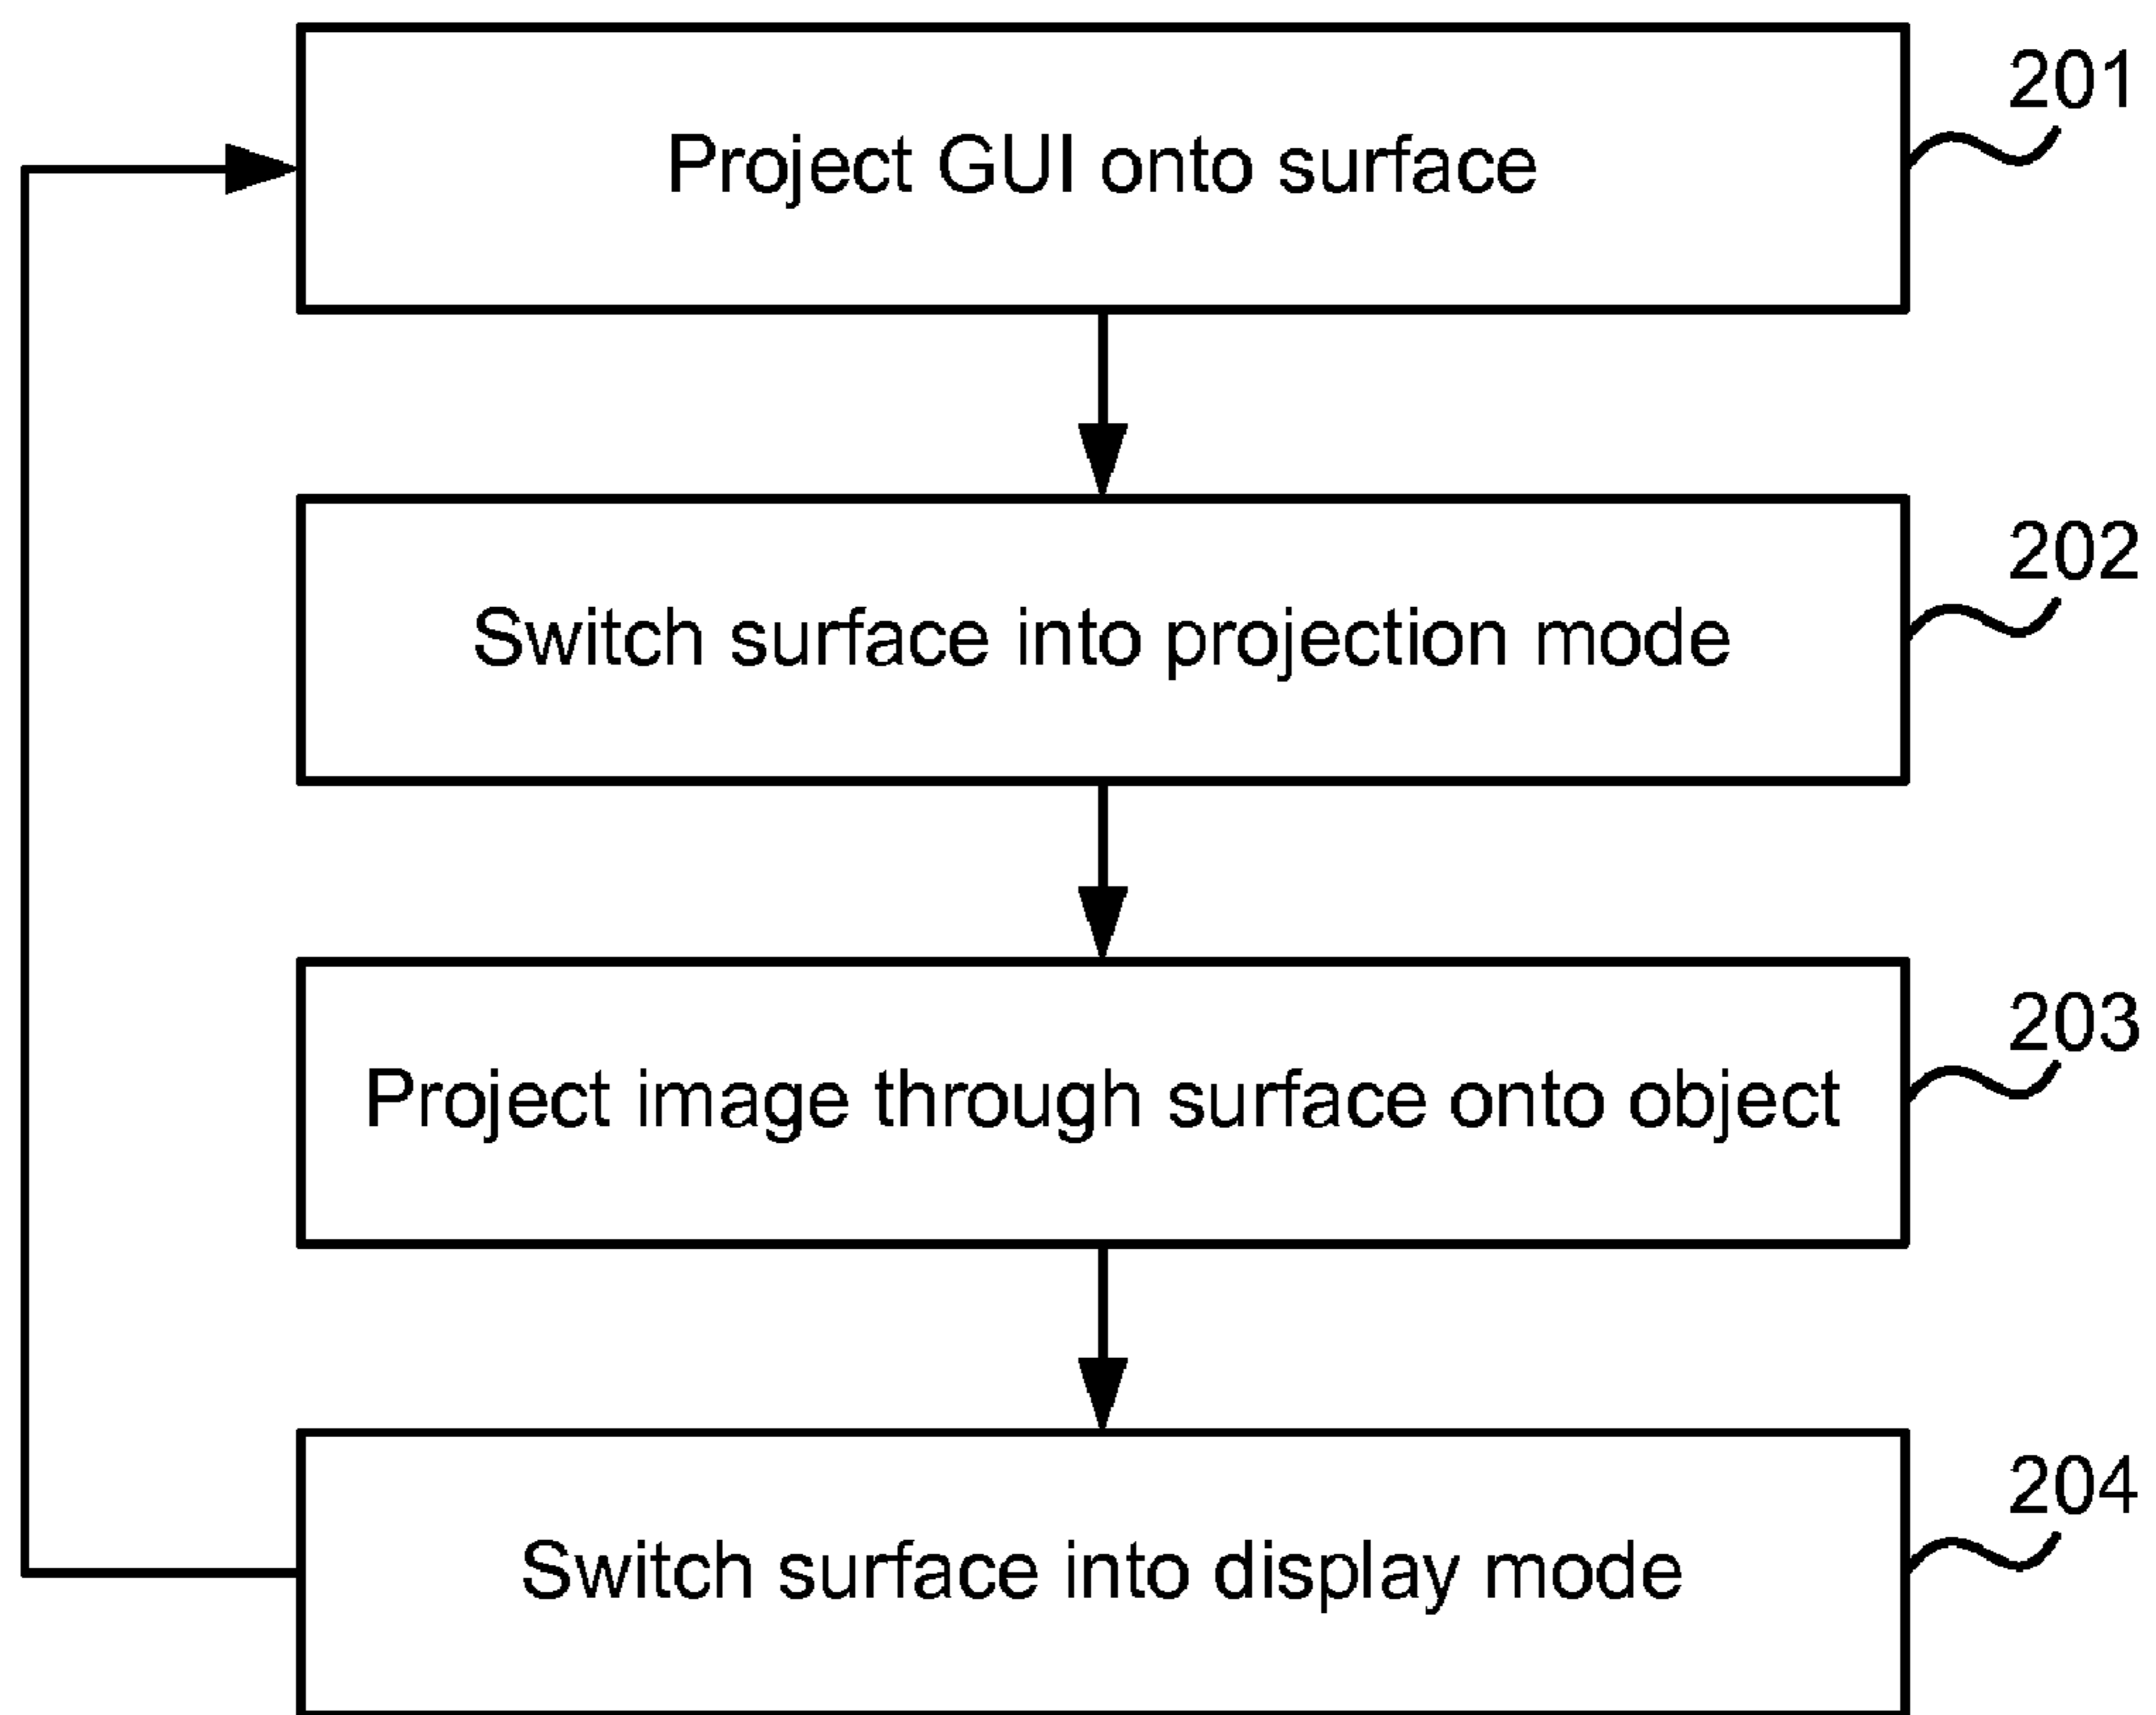 201
Project GUI onto surface
202
Switch surface into projection mode
203
Project image through surface onto object
204
Switch surface into display mode